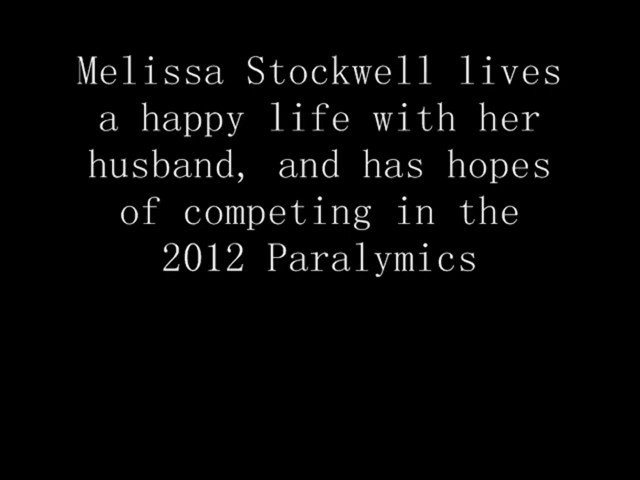 Melissa Stockwell lives
a happy life with her
husband, and has hopes
of competing in the
2012 Paralymics